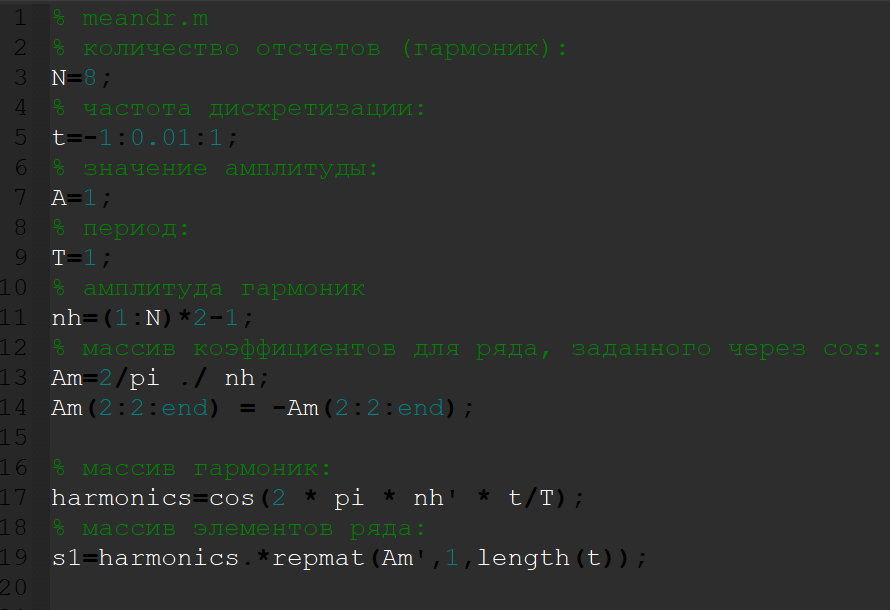 1 % meandr.m
2 % количество отсчетов (гармоник):
3 N=8;
4 % частота дискретизации:
5 t=-1:0.01:1;
6 % значение амплитуды:
7 A=1;
8 % период:
9 T=1;
10 % амплитуда гармоник
11 nh=(1:N)*2-1;
12 % массив коэффициентов для ряда, заданного через cos:
13 Am=2/pi ./ nh;
14 Am(2:2:end) = -Am(2:2:end);
15
16 % массив гармоник:
17 harmonics=cos(2 * pi * nh' * t/T);
18 % массив элементов ряда:
19 s1=harmonics.*repmat(Am',1,length(t));
20